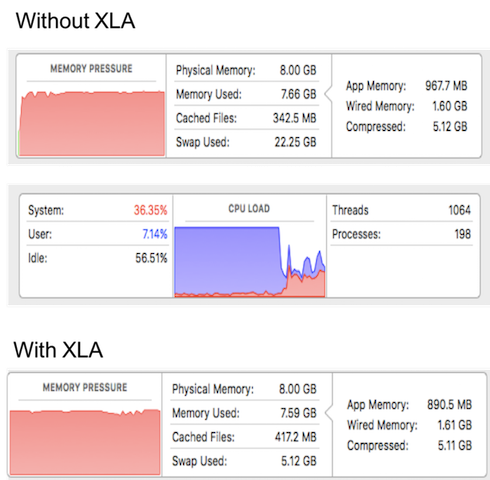 Without XLA
MEMORY PRESSURE
Physical Memory: 8.00 GB
Memory Used: 7.66 GB
Cached Files: 342.5 MB
Swap Used: 22.25 GB
App Memory: 967.7 MB
Wired Memory: 1.60 GB
Compressed: 5.12 GB
System: 36.35%
User: 7.14%
Idle: 56.51%
CPU LOAD
Threads 1064
Processes: 198
With XLA
MEMORY PRESSURE
Physical Memory: 8.00 GB
Memory Used: 7.59 GB
Cached Files: 417.2 MB
Swap Used: 5.12 GB
App Memory: 890.5 MB
Wired Memory: 1.61 GB
Compressed: 5.11 GB